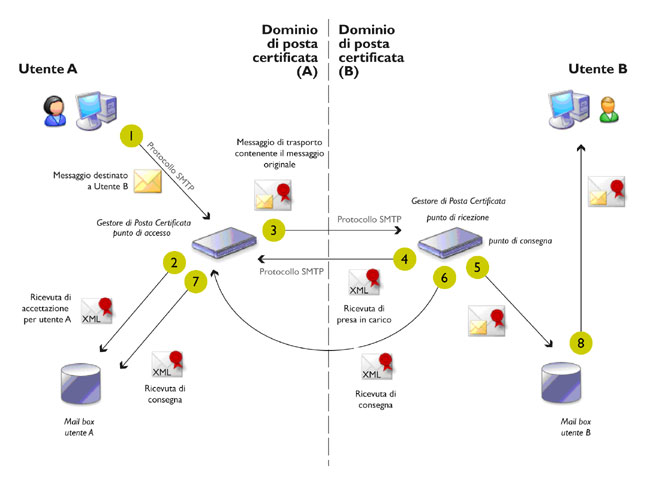 Dominio
di posta
certificata
(A)
Dominio
di posta
certificata
(B)
Utente A
Utente B
1
Protocollo SMTP
Messaggio destinato
a Utente B
Messaggio di trasporto
contenente il messaggio
originale
Gestore di Posta Certificata
punto di accesso
3
Protocollo SMTP
Gestore di Posta Certificata
punto di ricezione
punto di consegna
2
7
Protocollo SMTP
4
6
5
Ricevuta di
accettazione
per utente A
XML
XML
Ricevuta di
presa in carico
8
XML
Ricevuta di
consegna
XML
Ricevuta di
consegna
Mail box
utente A
Mail box
utente B